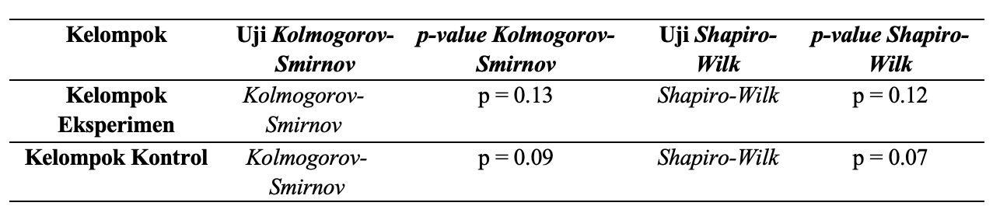 Kelompok Uji Kolmogorov- p-value Kolmogorov- Uji Shapiro- p-value Shapiro-
Smirnov Smirnov Wilk Wilk
Kelompok Kolmogorov- p = 0.13 Shapiro-Wilk p = 0.12
Eksperimen Smirnov
Kelompok Kontrol Kolmogorov- p = 0.09 Shapiro-Wilk p = 0.07
Smirnov